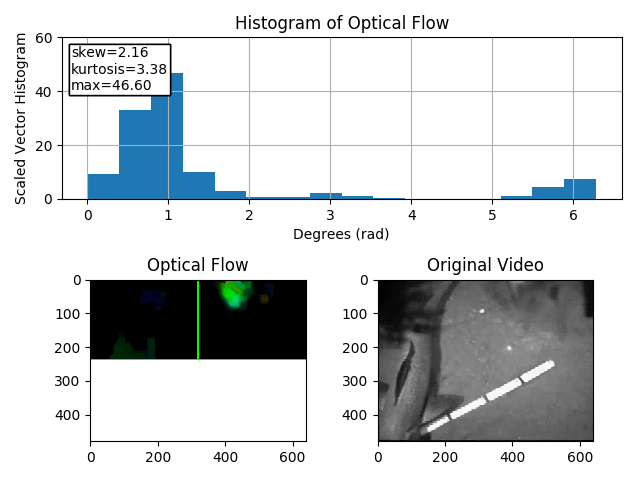 Histogram of Optical Flow
Scaled Vector Histogram
60
40
20
0
skew=2.16
kurtosis=3.38
max=46.60
0 1 2 3 4 5 6
Degrees (rad)
Optical Flow
0
100
200
300
400
0 200 400 600
Original Video
0
100
200
300
400
0 200 400 600